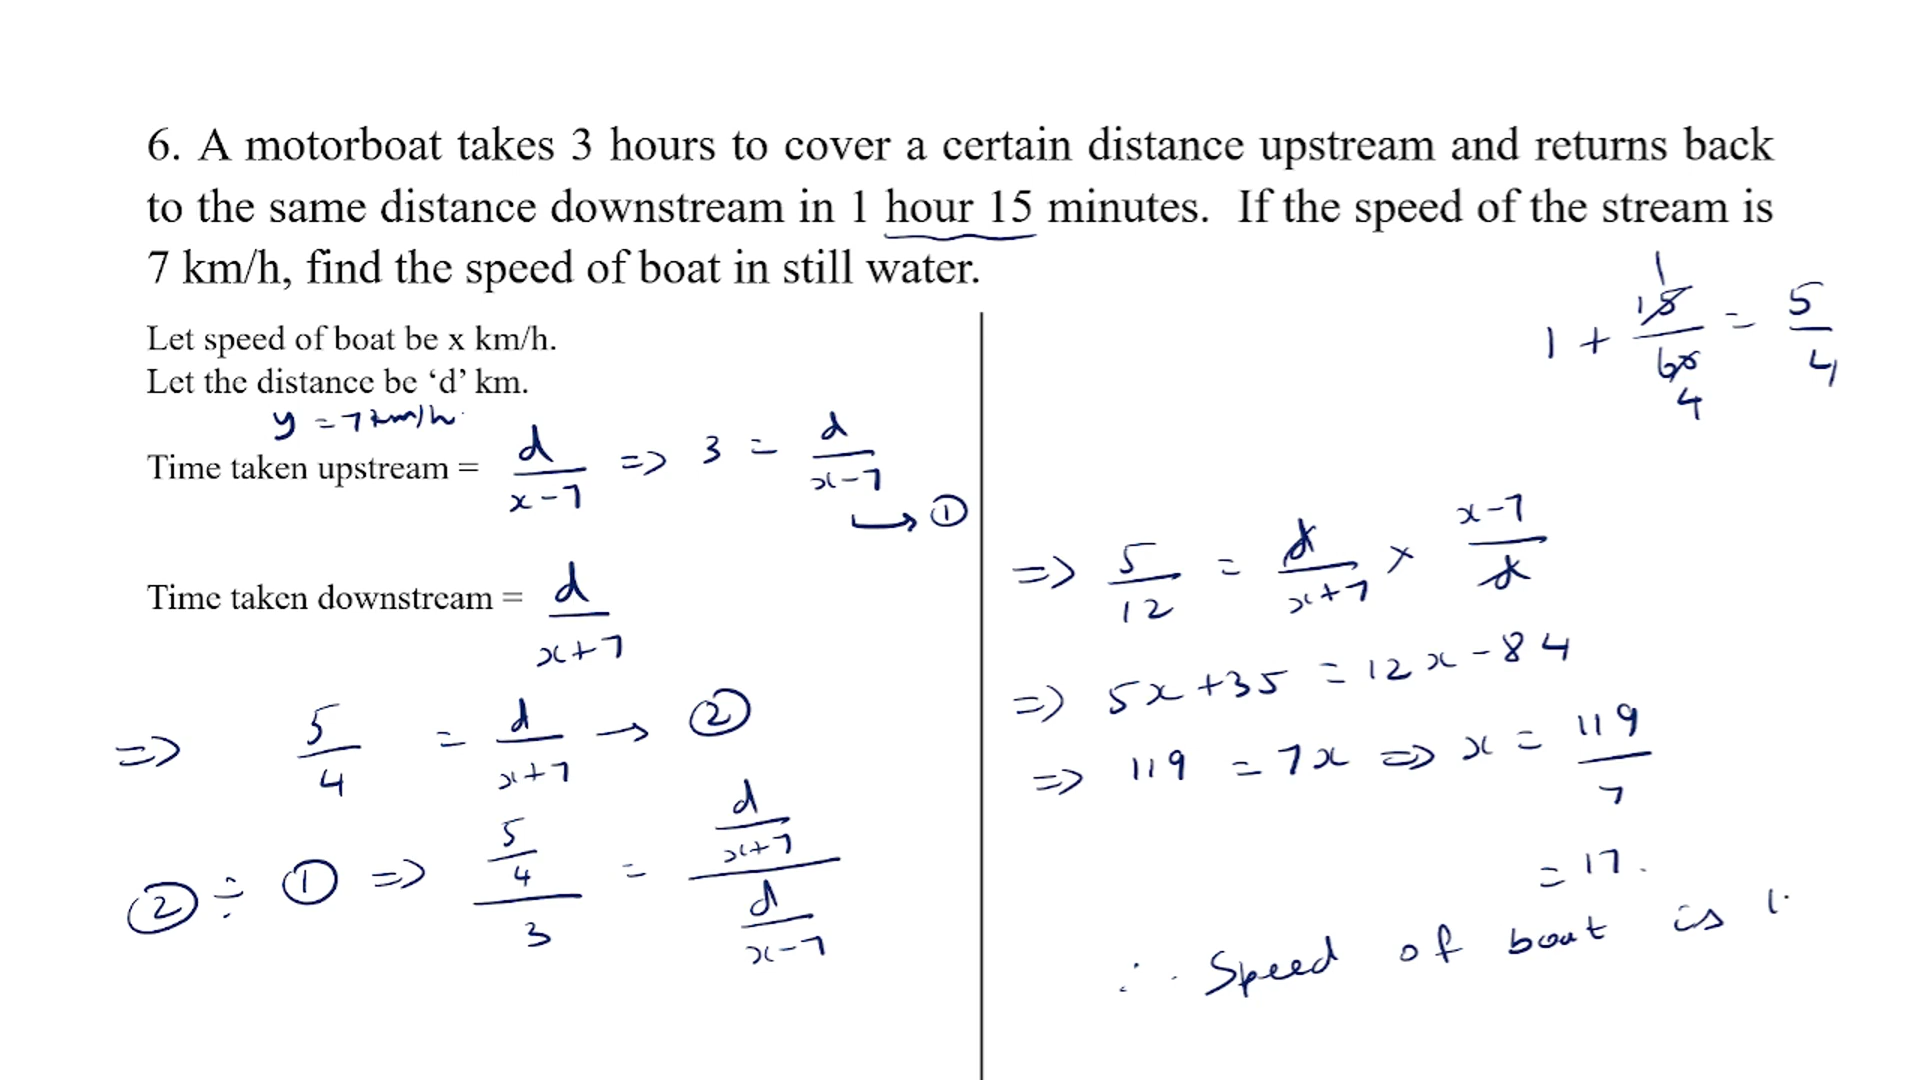 6. A motorboat takes 3 hours to cover a certain distance upstream and returns back
to the same distance downstream in 1 hour 15 minutes. If the speed of the stream is
7 km/h, find the speed of boat in still water.
1 + 15/60 = 5/4
1
4
Let speed of boat be x km/h.
Let the distance be ‘d’ km.
y = 7 km/h
Time taken upstream = d/(x-7) => 3 = d/(x-7)
→ ①
Time taken downstream = d/(x+7)
=> 5/4 = d/(x+7) → ②
② ÷ ① => (5/4)/3 = (d/(x+7))/(d/(x-7))
=> 5/12 = d/(x+7) × (x-7)/d
=> 5x+35 = 12x-84
=> 119 = 7x => x = 119/7
= 17.
∴ Speed of boat is